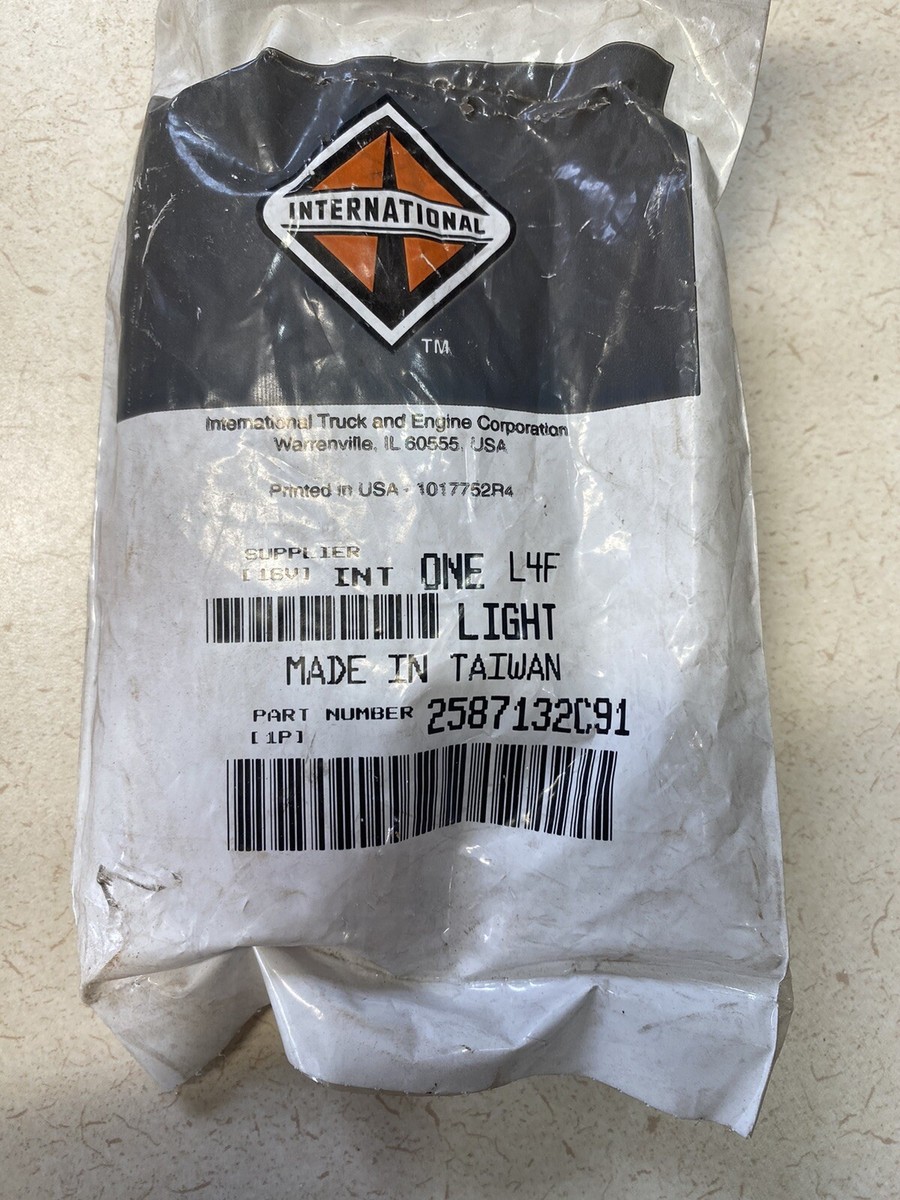 INTERNATIONAL
TM
International Truck and Engine Corporation
Warrenville, IL 60555, USA
Printed in USA • 1017752R4
SUPPLIER
[16V] INT ONE L4F
LIGHT
MADE IN TAIWAN
PART NUMBER 2587132C91
[1P]